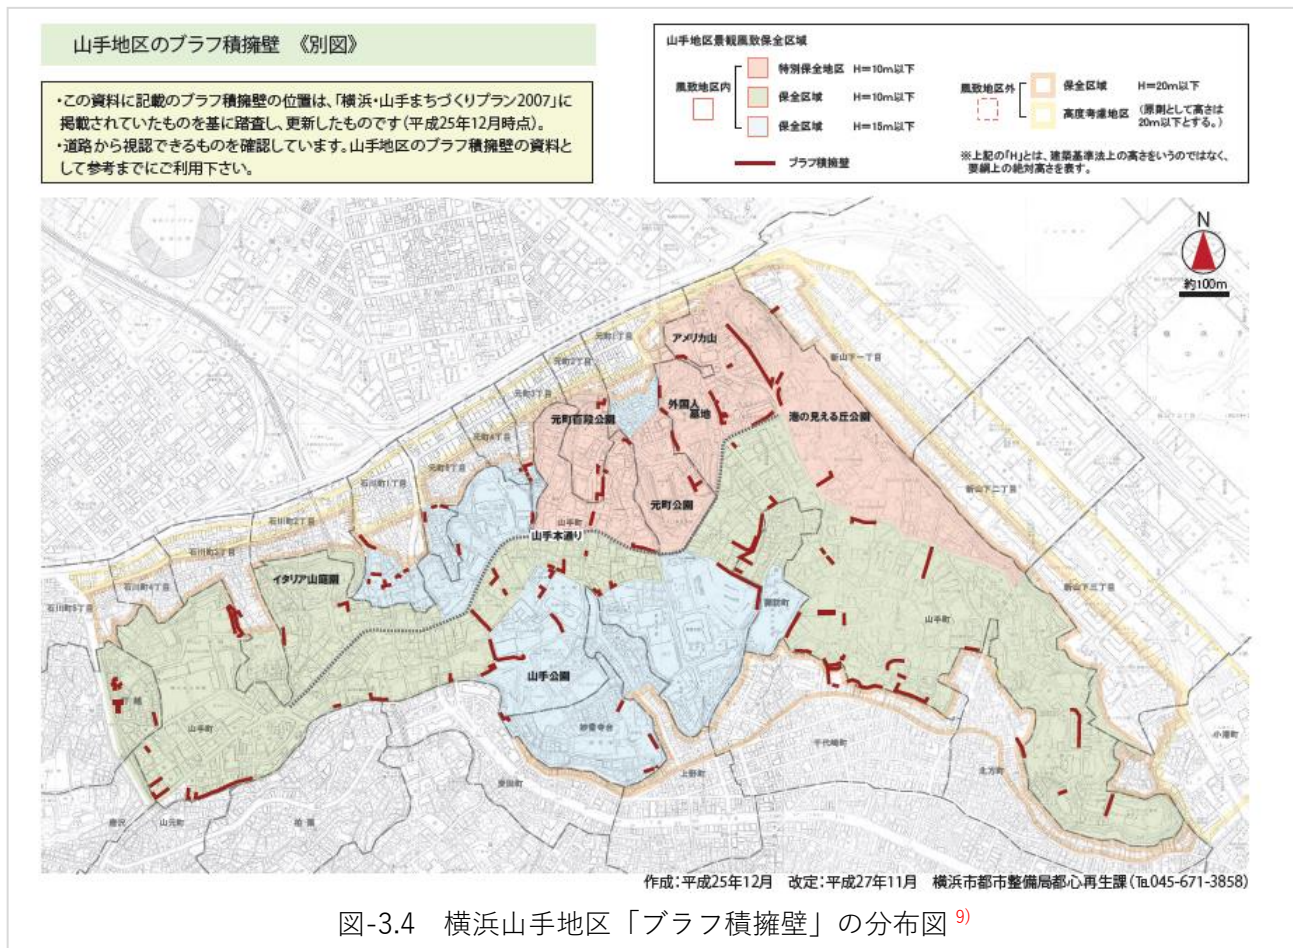 山手地区のブラフ積擁壁 《別図》
・この資料に記載のブラフ積擁壁の位置は、「横浜・山手まちづくりプラン2007」に
掲載されていたものを基に踏査し、更新したものです(平成25年12月時点)。
・道路から視認できるものを確認しています。山手地区のブラフ積擁壁の資料と
して参考までにご利用下さい。
山手地区景観風致保全区域
風致地区内
特別保全地区 H=10m以下
保全区域 H=10m以下
保全区域 H=15m以下
ブラフ積擁壁
風致地区外
保全区域 H=20m以下
高度考慮地区 (原則として高さは
20m以下とする。)
※上記の「H」とは、建築基準法上の高さをいうのではなく、
要綱上の絶対高さを表す。
N
約100m
アメリカ山
元町1丁目
元町2丁目
元町3丁目
元町4丁目
元町5丁目
石川町1丁目
石川町2丁目
石川町3丁目
石川町4丁目
石川町5丁目
新山下一丁目
新山下二丁目
新山下三丁目
外国人
墓地
元町百段公園
港の見える丘公園
元町公園
山手町
山手本通り
イタリア山庭園
諏訪町
山手町
山手公園
妙香寺台
山手町
千代崎町
上野町
北方町
小港町
山元町
作成:平成25年12月 改定:平成27年11月 横浜市都市整備局都心再生課(℡045-671-3858)
図-3.4 横浜山手地区「ブラフ積擁壁」の分布図 9)